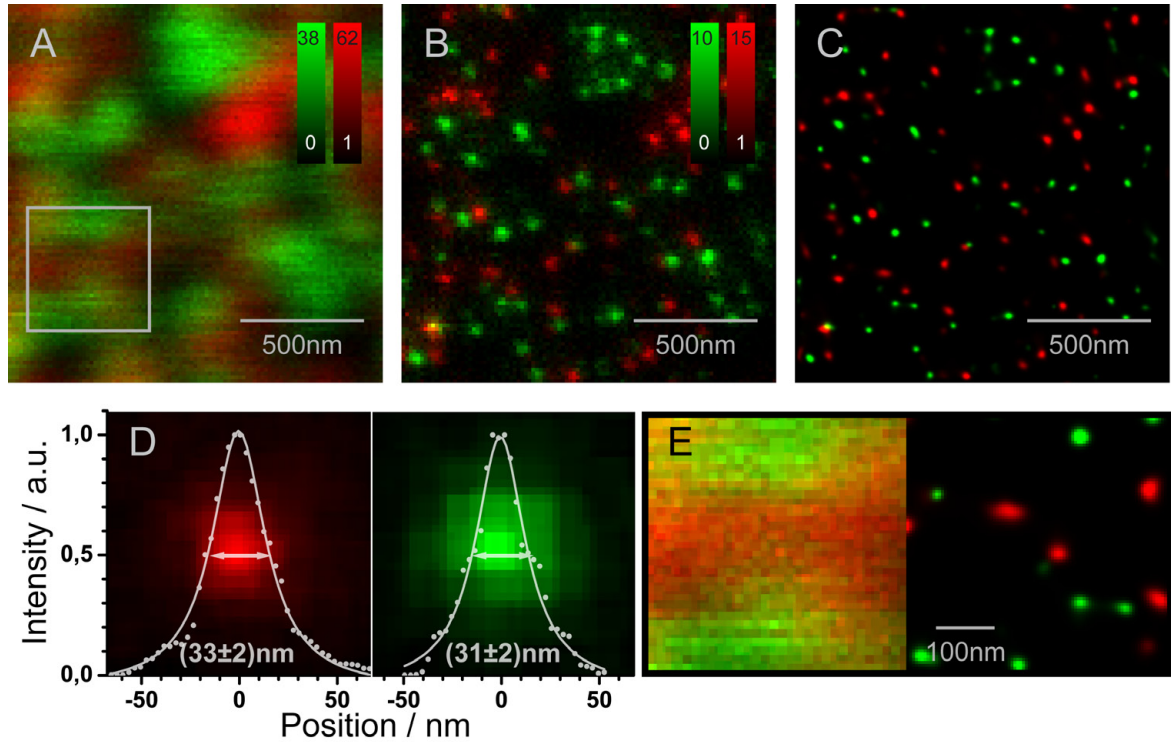 A
38 62
0 1
500nm
B
10 15
0 1
500nm
C
500nm
D
Intensity / a.u.
1,0
0,5
0,0
(33±2)nm
(31±2)nm
-50 0 50
-50 0 50
Position / nm
E
100nm